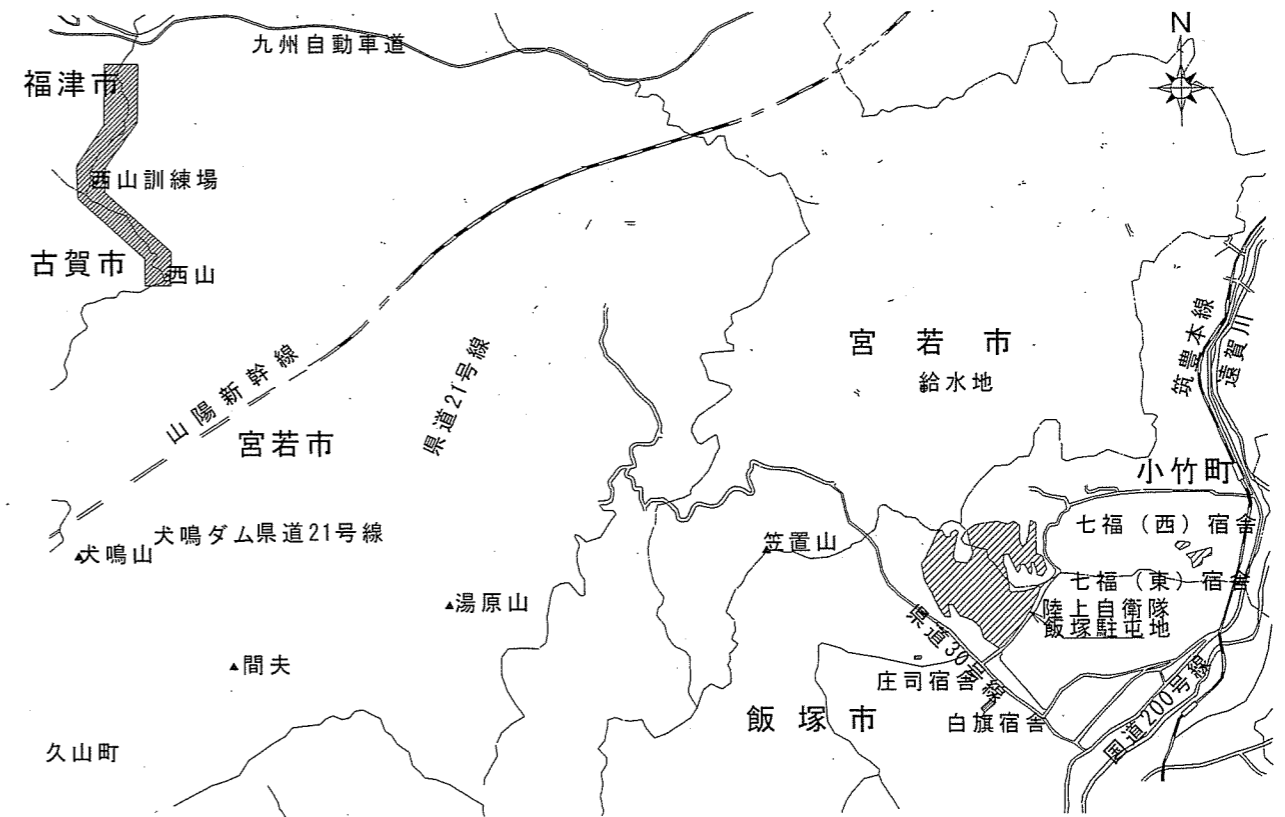 九州自動車道
N
福津市
西山訓練場
古賀市
西山
山陽新幹線
県道21号線
宮若市
給水地
筑豊本線
遠賀川
宮若市
小竹町
七福（西）宿舎
犬鳴ダム県道21号線
犬鳴山
笠置山
七福（東）宿舎
湯原山
陸上自衛隊
飯塚駐屯地
県道30号線
間夫
庄司宿舎
飯塚市
白旗宿舎
国道200号線
久山町